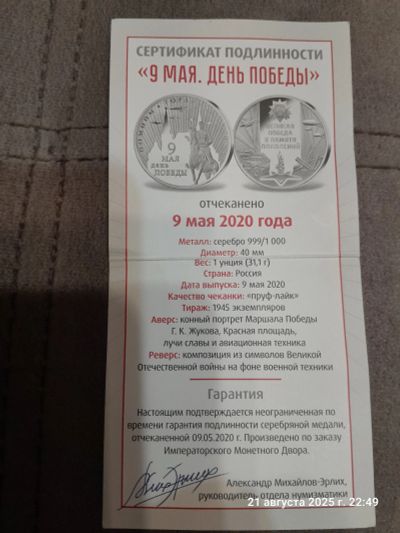 СЕРТИФИКАТ ПОДЛИННОСТИ
«9 МАЯ. ДЕНЬ ПОБЕДЫ»
9
МАЯ
ДЕНЬ
ПОБЕДЫ
ВЕЛИКАЯ
ПОБЕДА
В ПАМЯТИ
ПОКОЛЕНИЙ
отчеканено
9 мая 2020 года
Металл: серебро 999/1 000
Диаметр: 40 мм
Вес: 1 унция (31,1 г)
Страна: Россия
Дата выпуска: 9 мая 2020
Качество чеканки: «пруф-лайк»
Тираж: 1945 экземпляров
Аверс: конный портрет Маршала Победы
Г. К. Жукова, Красная площадь,
лучи славы и авиационная техника
Реверс: композиция из символов Великой
Отечественной войны на фоне военной техники
Гарантия
Настоящим подтверждается неограниченная по
времени гарантия подлинности серебряной медали,
отчеканенной 09.05.2020 г. Произведено по заказу
Императорского Монетного Двора.
Александр Михайлов-Эрлих,
руководитель отдела нумизматики
21 августа 2025 г. 22:49